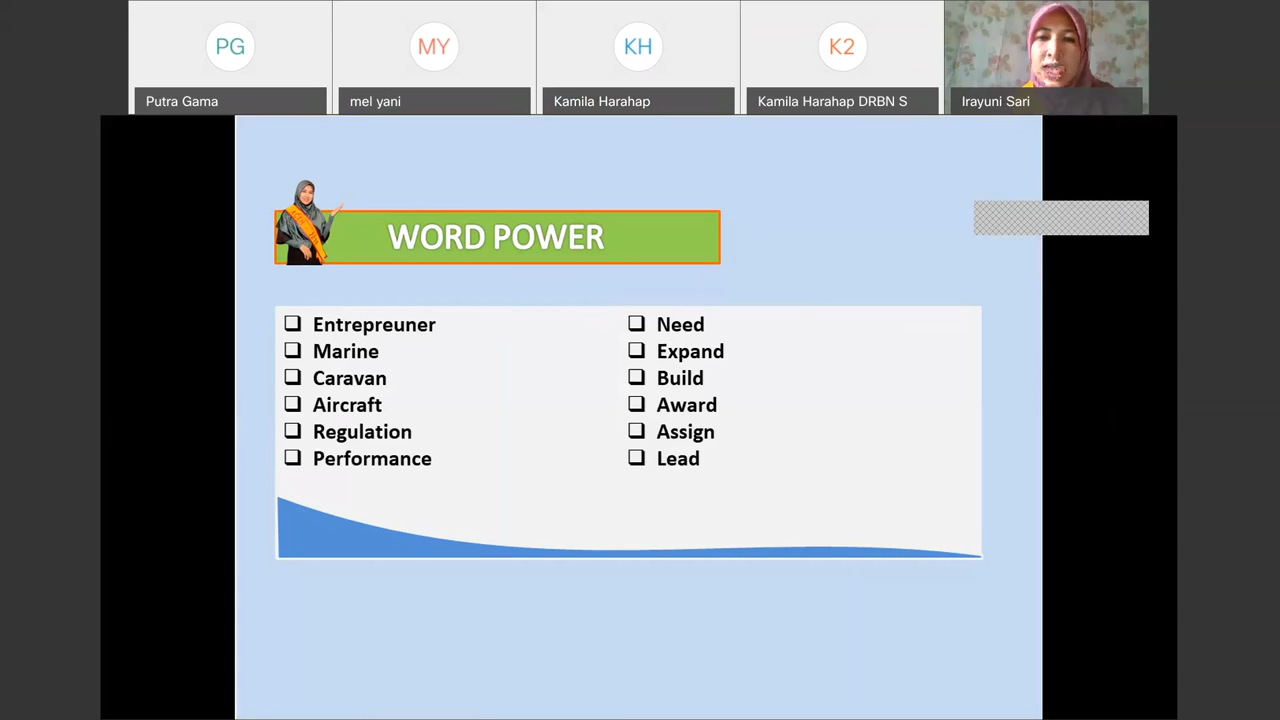 PG
MY
KH
K2
Putra Gama
mel yani
Kamila Harahap
Kamila Harahap DRBN S
Irayuni Sari
WORD POWER
Entrepreuner
Marine
Caravan
Aircraft
Regulation
Performance
Need
Expand
Build
Award
Assign
Lead